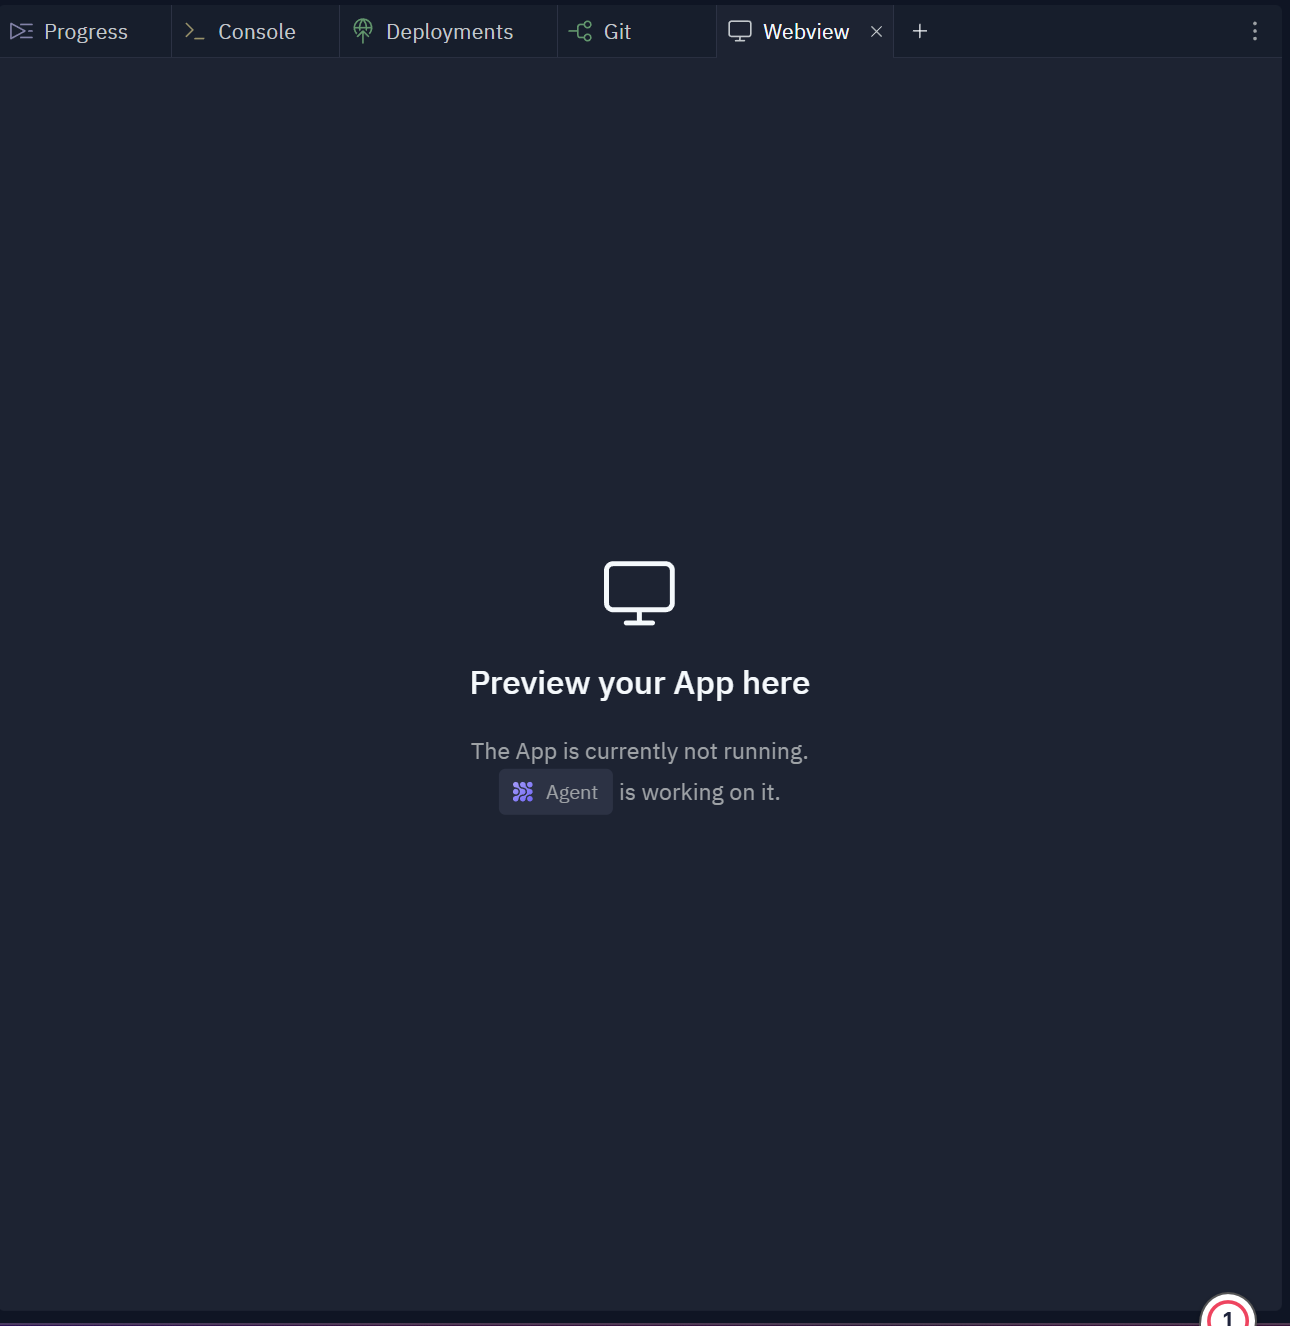 Progress
Console
Deployments
Git
Webview
Preview your App here
The App is currently not running.
Agent is working on it.
1